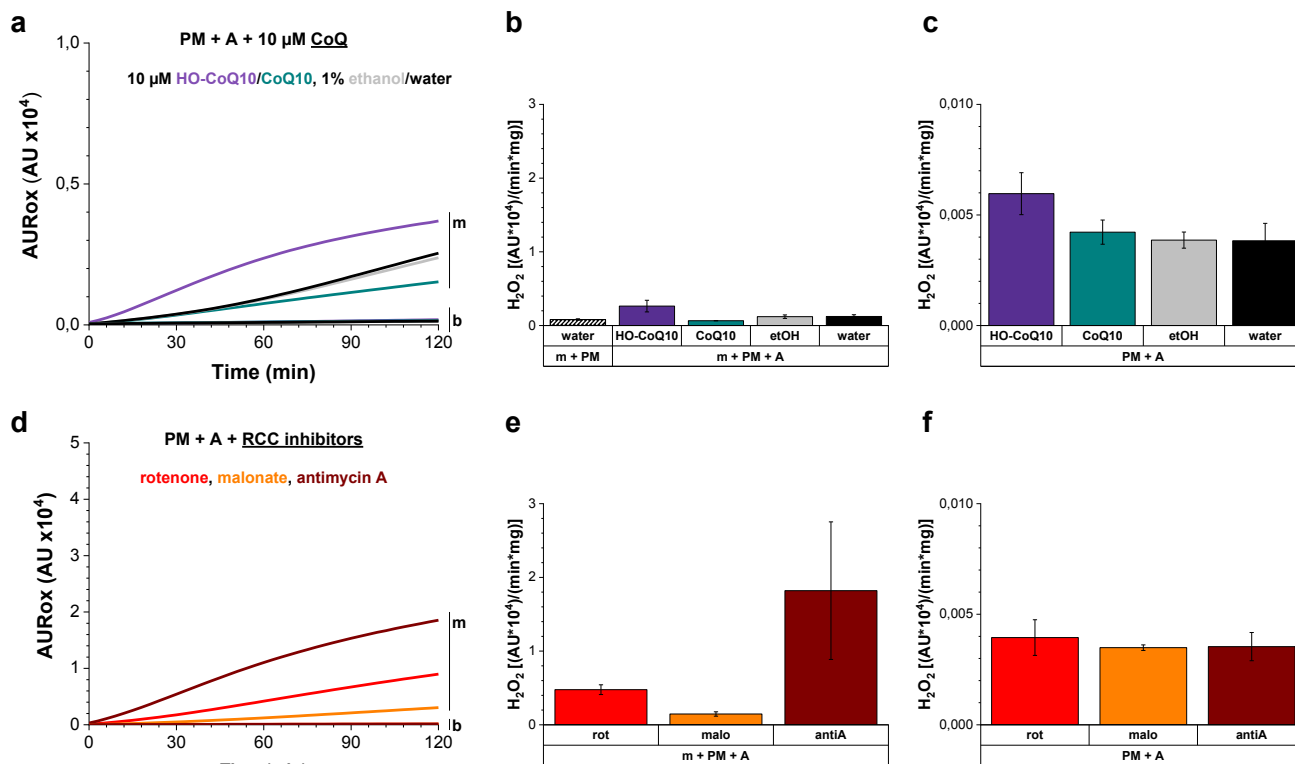 a
PM + A + 10 µM CoQ
10 µM HO-CoQ10/CoQ10, 1% ethanol/water
AURox (AU x10⁴)
1,0
0,5
0,0
m
b
0 30 60 90 120
Time (min)
b
H₂O₂ [(AU*10⁴)/(min*mg)]
3
2
1
0
water HO-CoQ10 CoQ10 etOH water
m + PM m + PM + A
c
H₂O₂ [(AU*10⁴)/(min*mg)]
0,010
0,005
0,000
HO-CoQ10 CoQ10 etOH water
PM + A
d
PM + A + RCC inhibitors
rotenone, malonate, antimycin A
AURox (AU x10⁴)
5
4
3
2
1
0
m
b
0 30 60 90 120
e
H₂O₂ [(AU*10⁴)/(min*mg)]
3
2
1
0
rot malo antiA
m + PM + A
f
H₂O₂ [(AU*10⁴)/(min*mg)]
0,010
0,005
0,000
rot malo antiA
PM + A